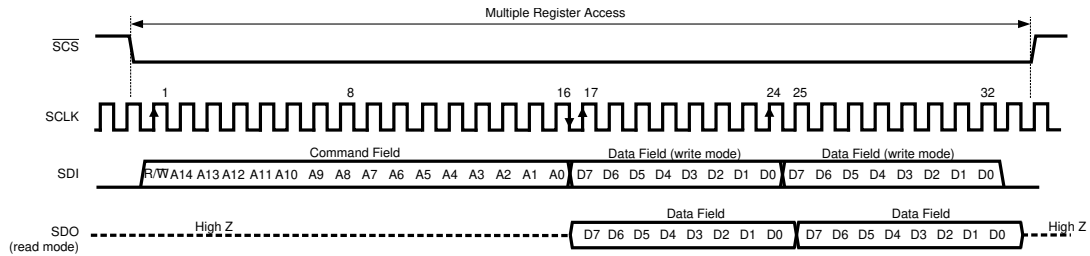 Multiple Register Access
SCS
1 8 16 17 24 25 32
SCLK
Command Field Data Field (write mode) Data Field (write mode)
SDI R/W A14 A13 A12 A11 A10 A9 A8 A7 A6 A5 A4 A3 A2 A1 A0 D7 D6 D5 D4 D3 D2 D1 D0 D7 D6 D5 D4 D3 D2 D1 D0
Data Field Data Field
High Z High Z
SDO D7 D6 D5 D4 D3 D2 D1 D0 D7 D6 D5 D4 D3 D2 D1 D0
(read mode)